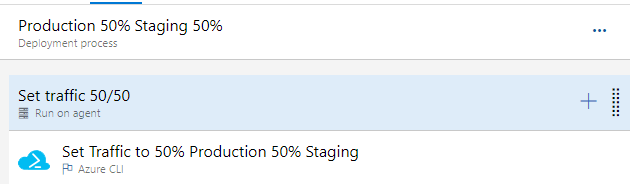 Production 50% Staging 50%
Deployment process
Set traffic 50/50
Run on agent
Set Traffic to 50% Production 50% Staging
Azure CLI